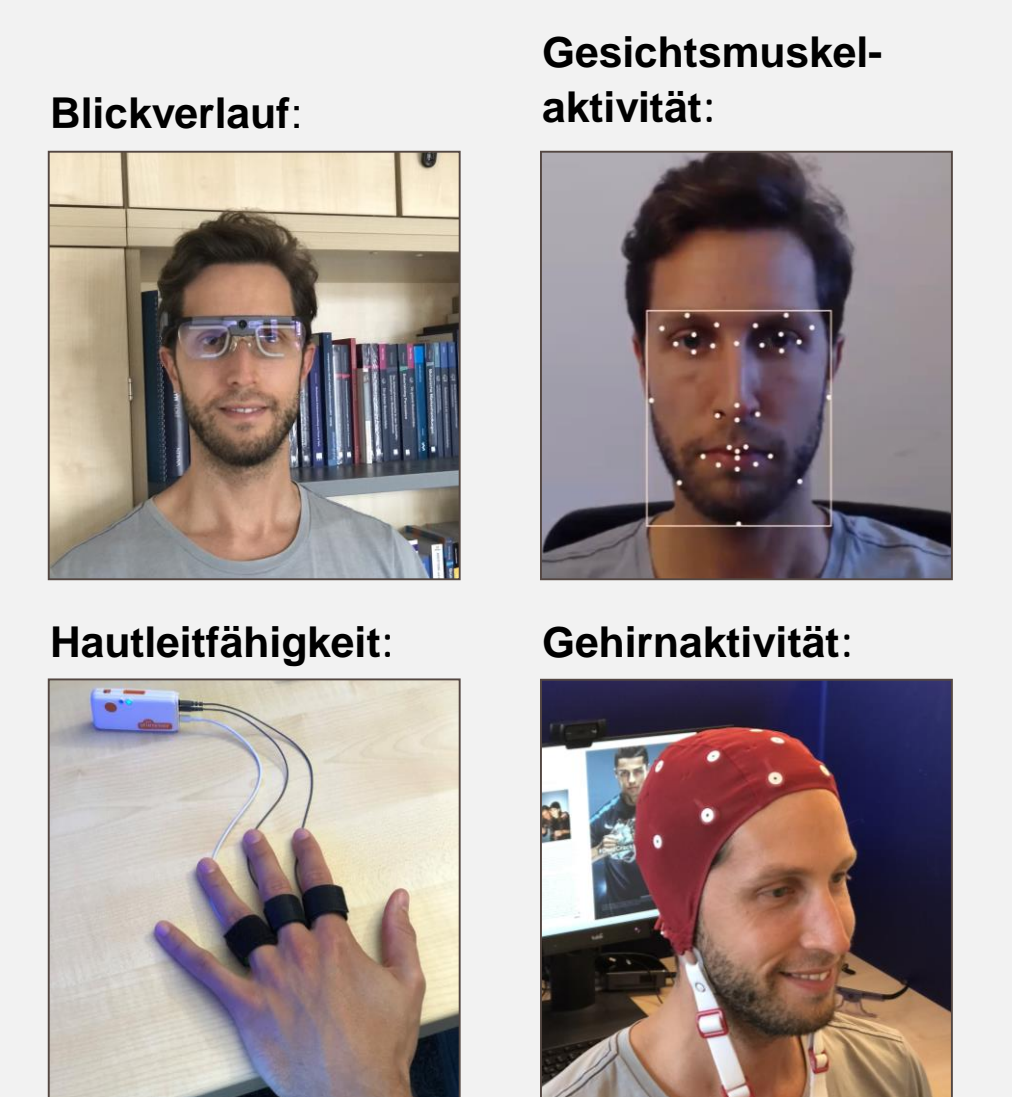 Blickverlauf:
Gesichtsmuskel-
aktivität:
Hautleitfähigkeit:
Gehirnaktivität: